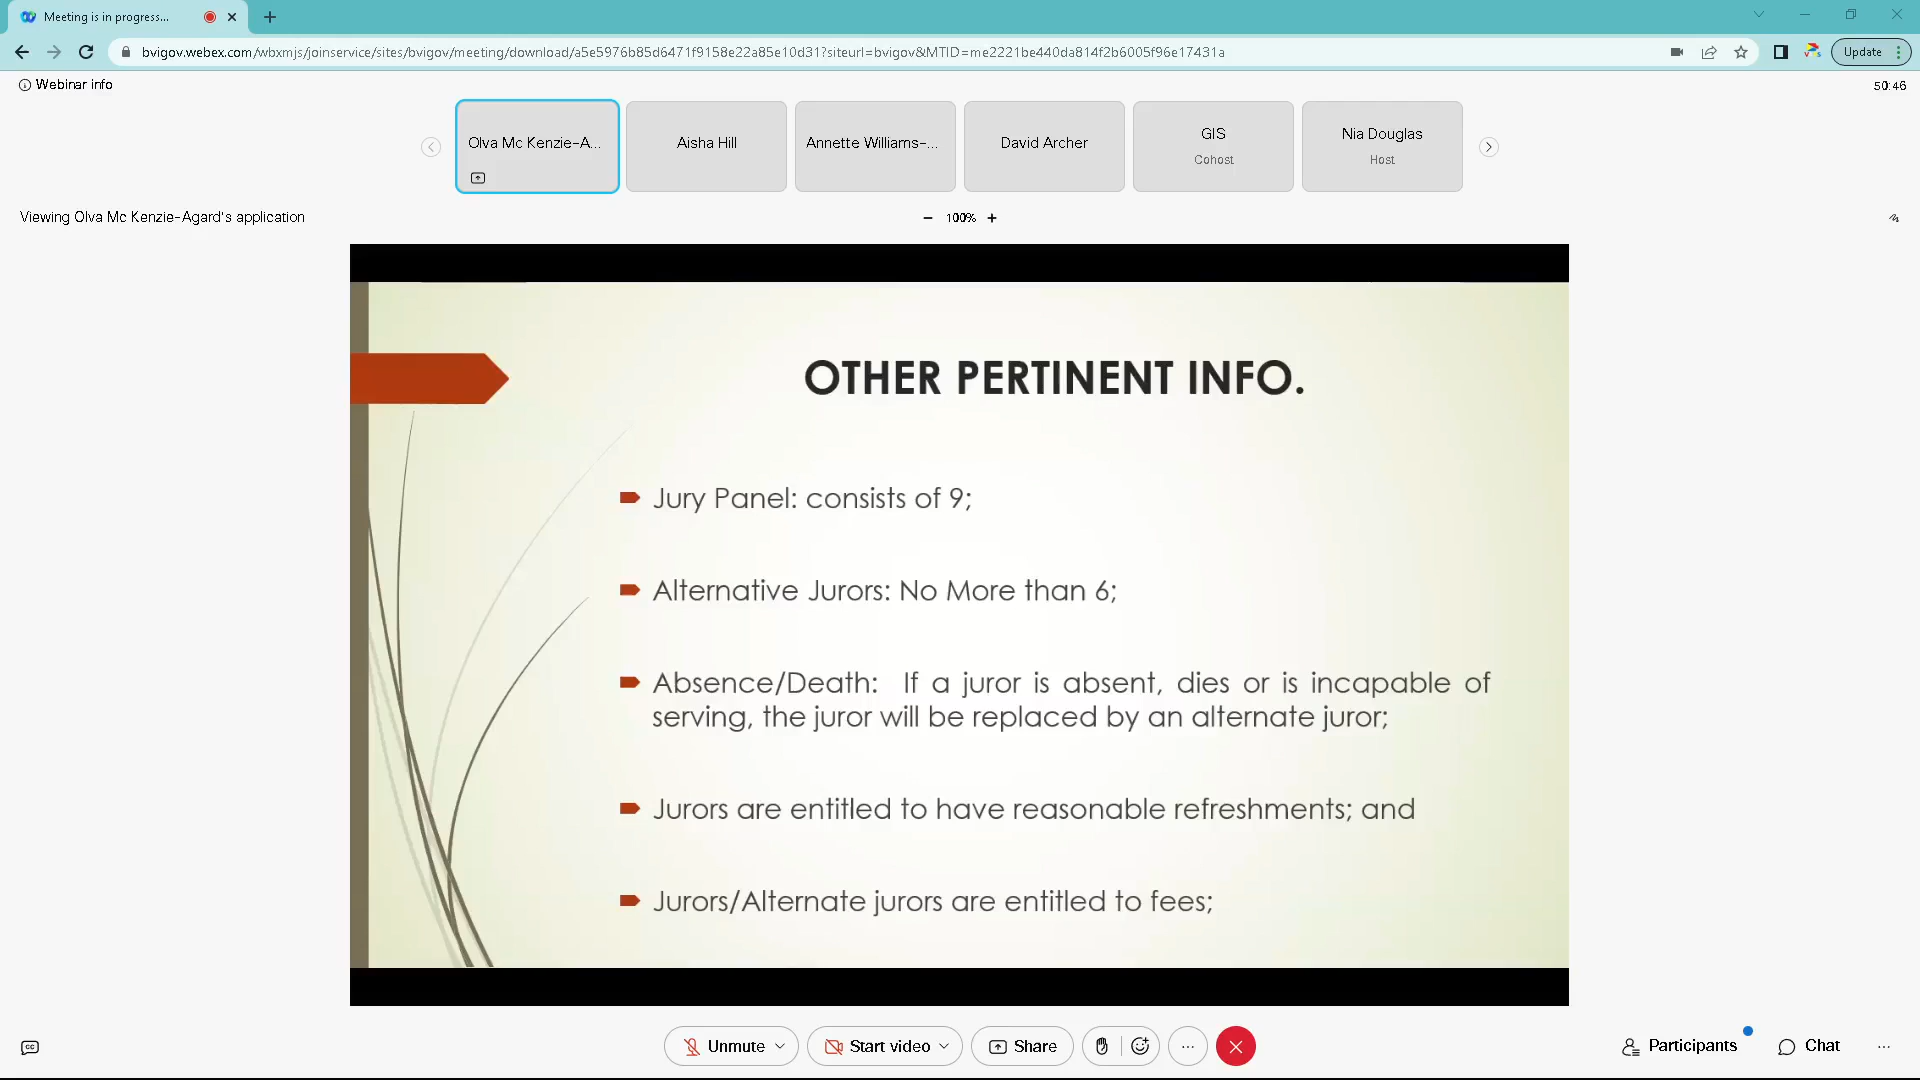 Meeting is in progress...
bvigov.webex.com/wbxmjs/joinservice/sites/bvigov/meeting/download/a5e5976b85d6471f9158e22a85e10d31?siteurl=bvigov&MTID=me2221be440da814f2b6005f96e17431a
Update
Webinar info
50:46
Olva Mc Kenzie-A...
Aisha Hill
Annette Williams-...
David Archer
GIS
Cohost
Nia Douglas
Host
Viewing Olva Mc Kenzie-Agard's application
100%
OTHER PERTINENT INFO.
Jury Panel: consists of 9;
Alternative Jurors: No More than 6;
Absence/Death: If a juror is absent, dies or is incapable of
serving, the juror will be replaced by an alternate juror;
Jurors are entitled to have reasonable refreshments; and
Jurors/Alternate jurors are entitled to fees;
CC
Unmute
Start video
Share
Participants
Chat